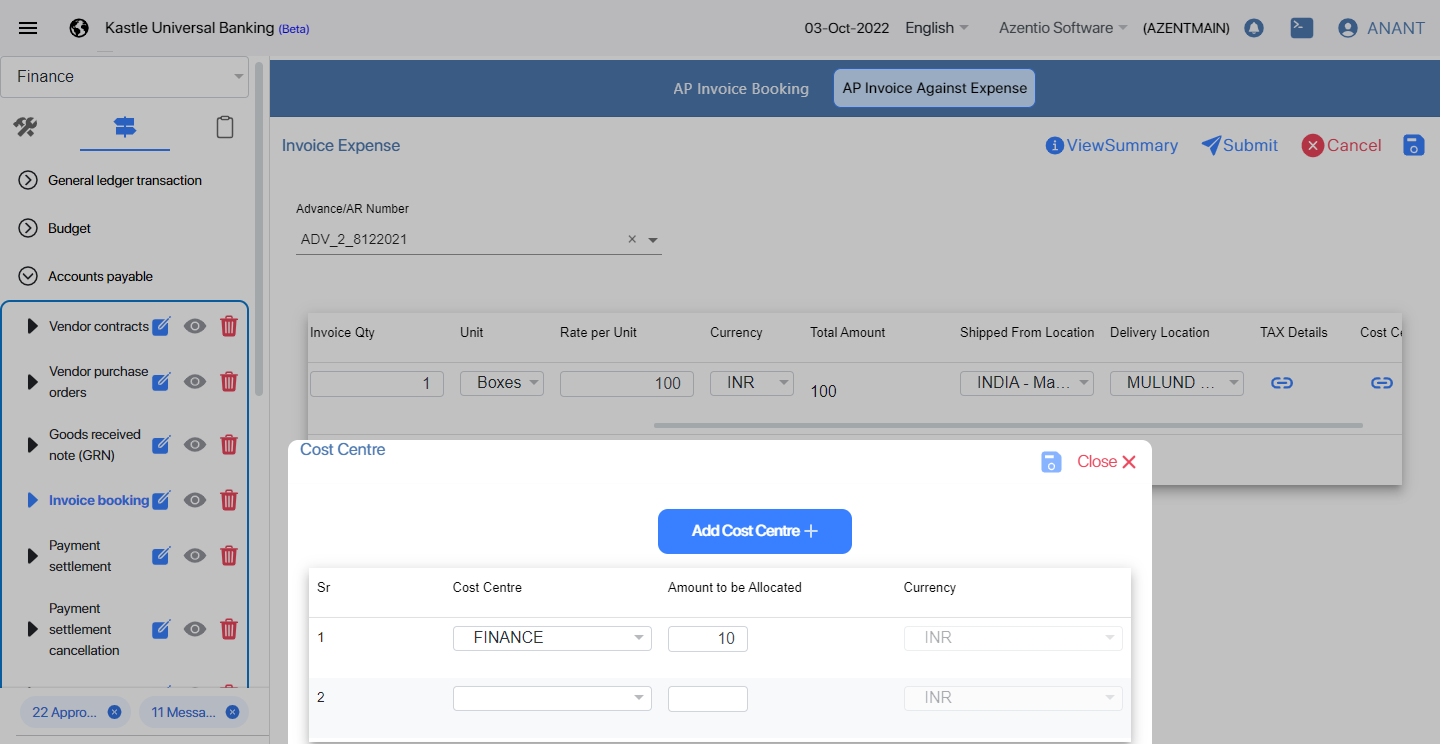 Kastle Universal Banking (Beta)
03-Oct-2022 English Azentio Software (AZENTMAIN) ANANT
Finance
General ledger transaction
Budget
Accounts payable
Vendor contracts
Vendor purchase
orders
Goods received
note (GRN)
Invoice booking
Payment
settlement
Payment
settlement
cancellation
22 Appro... 11 Messa...
AP Invoice Booking AP Invoice Against Expense
Invoice Expense ViewSummary Submit Cancel
Advance/AR Number
ADV_2_8122021
Invoice Qty Unit Rate per Unit Currency Total Amount Shipped From Location Delivery Location TAX Details Cost Ce
1 Boxes 100 INR 100 INDIA - Ma... MULUND ...
Cost Centre
Close
Add Cost Centre +
Sr Cost Centre Amount to be Allocated Currency
1 FINANCE 10 INR
2 INR